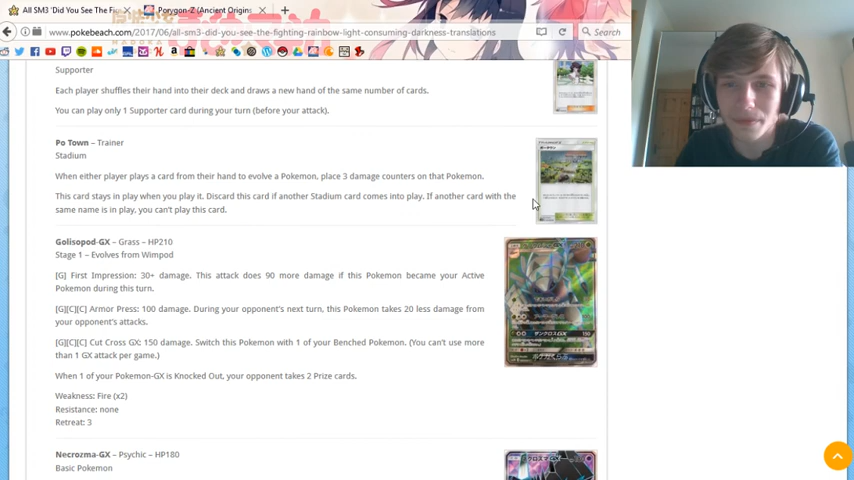 All SM3 'Did You See The Fi
Porygon-Z (Ancient Origin
www.pokebeach.com/2017/06/all-sm3-did-you-see-the-fighting-rainbow-light-consuming-darkness-translations
Search
Supporter
Each player shuffles their hand into their deck and draws a new hand of the same number of cards.
You can play only 1 Supporter card during your turn (before your attack).
Po Town – Trainer
Stadium
When either player plays a card from their hand to evolve a Pokemon, place 3 damage counters on that Pokemon.
This card stays in play when you play it. Discard this card if another Stadium card comes into play. If another card with the
same name is in play, you can't play this card.
Golisopod-GX – Grass – HP210
Stage 1 – Evolves from Wimpod
[G] First Impression: 30+ damage. This attack does 90 more damage if this Pokemon became your Active
Pokemon during this turn.
[G][C][C] Armor Press: 100 damage. During your opponent's next turn, this Pokemon takes 20 less damage from
your opponent's attacks.
[G][C][C] Cut Cross GX: 150 damage. Switch this Pokemon with 1 of your Benched Pokemon. (You can't use more
than 1 GX attack per game.)
When 1 of your Pokemon-GX is Knocked Out, your opponent takes 2 Prize cards.
Weakness: Fire (x2)
Resistance: none
Retreat: 3
Necrozma-GX – Psychic – HP180
Basic Pokemon